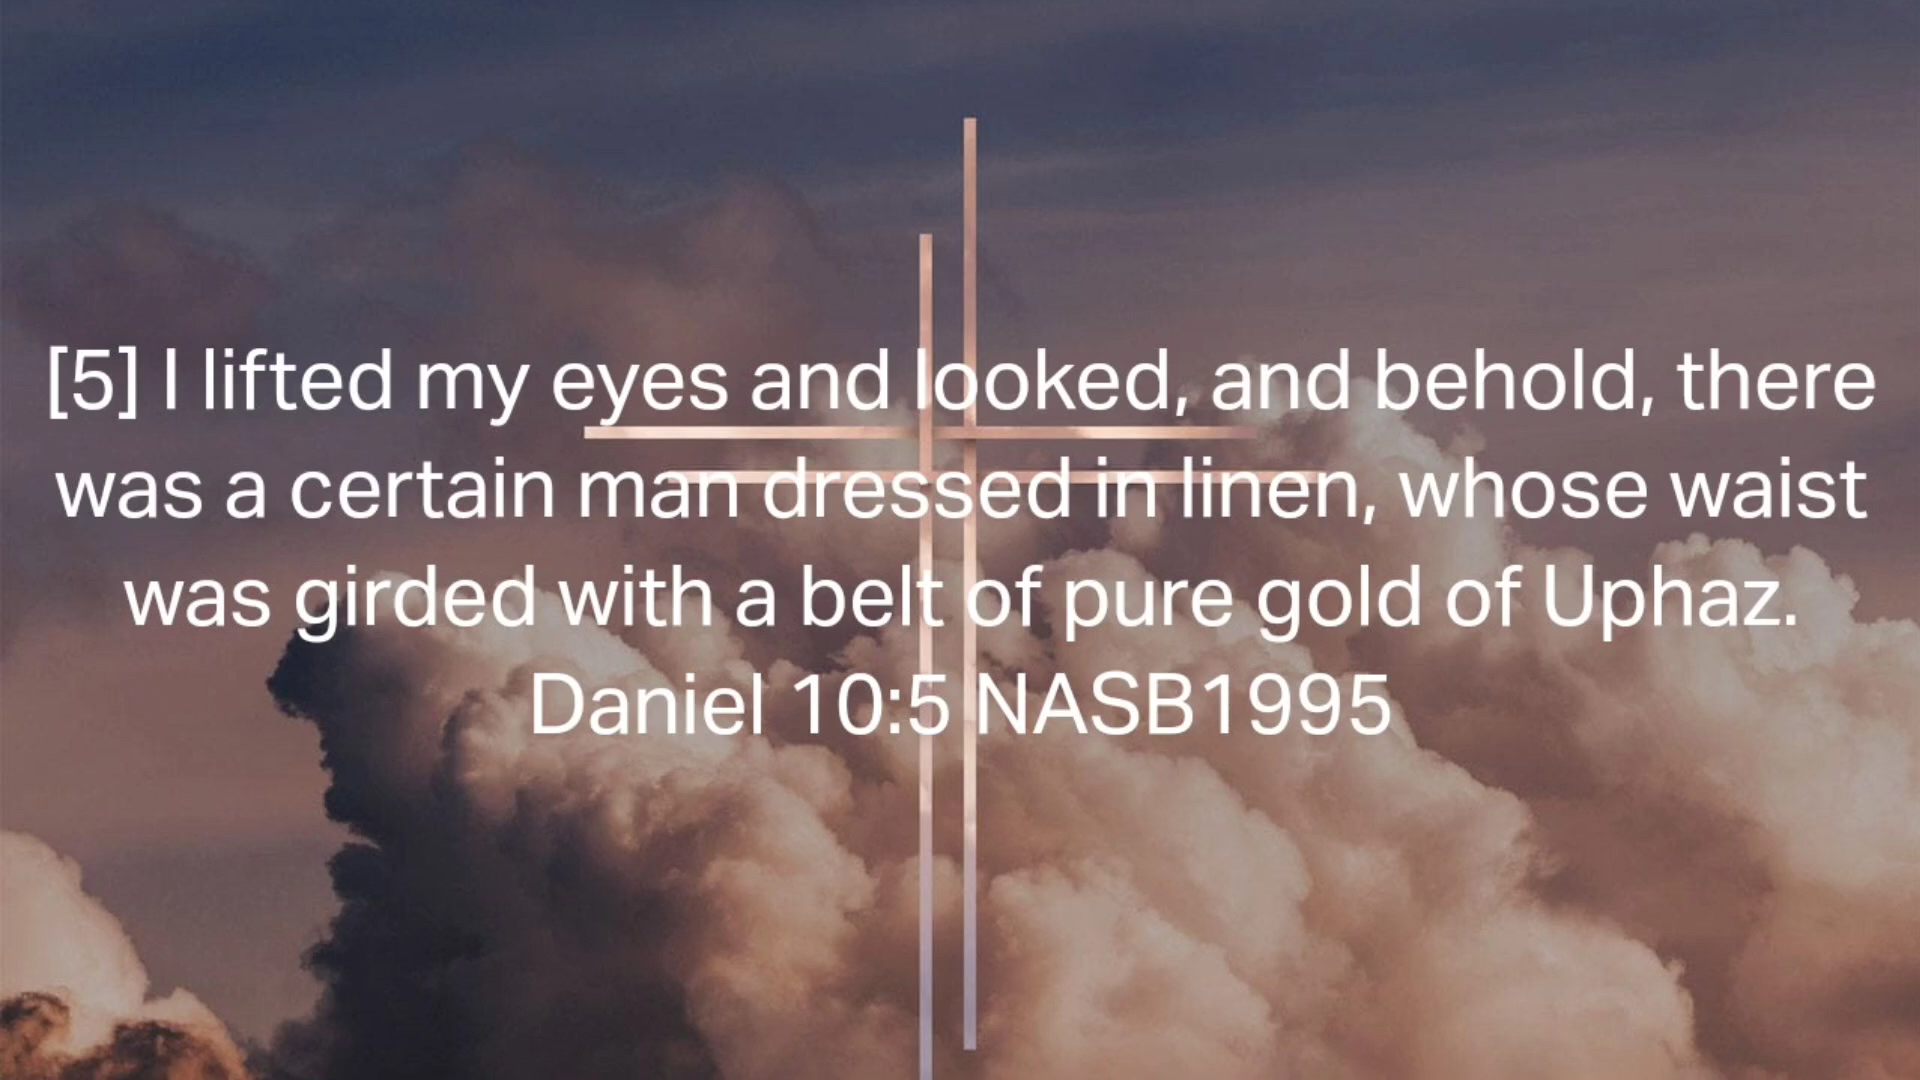 [5] I lifted my eyes and looked, and behold, there
was a certain man dressed in linen, whose waist
was girded with a belt of pure gold of Uphaz.
Daniel 10:5 NASB1995